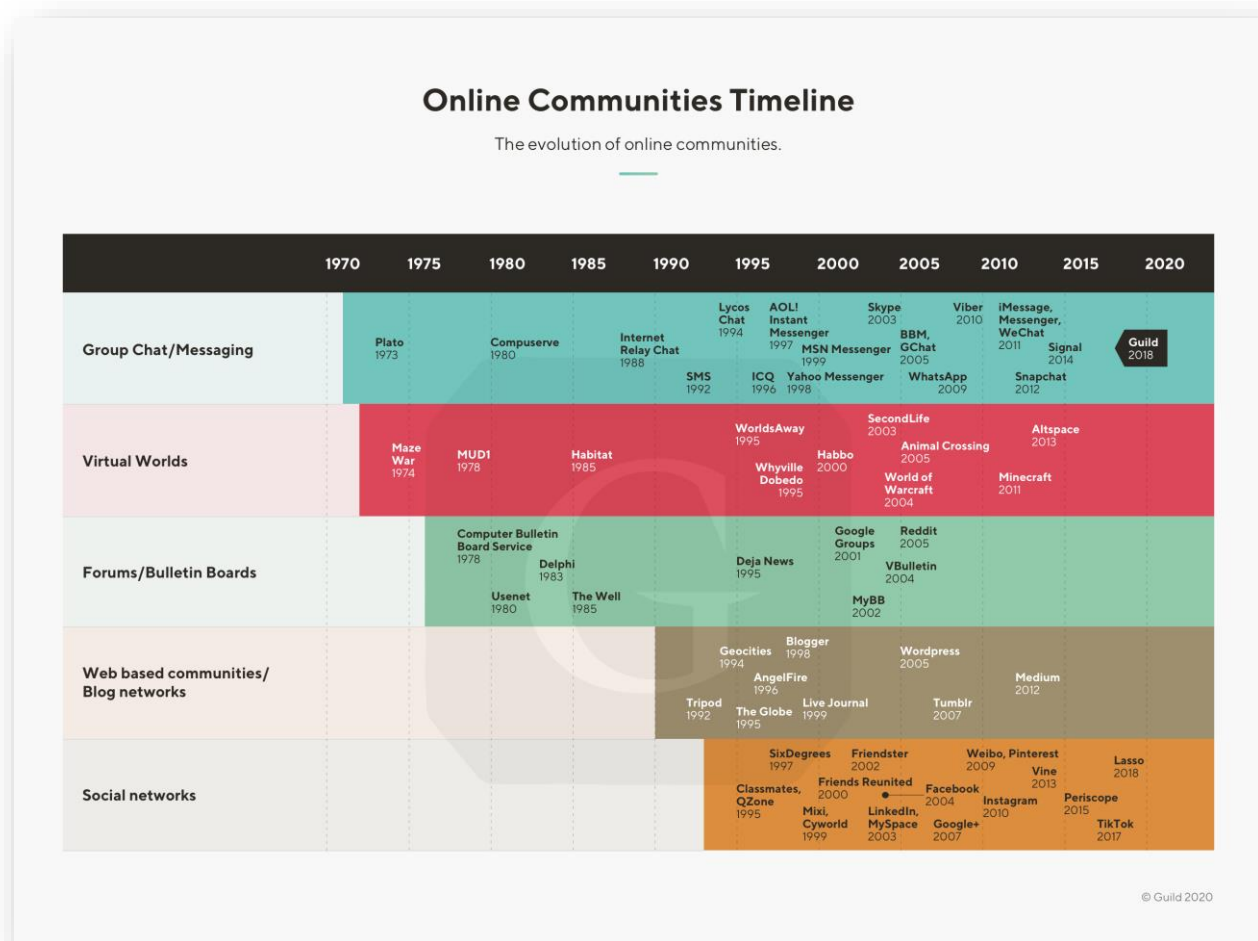 Online Communities Timeline
The evolution of online communities.
1970 1975 1980 1985 1990 1995 2000 2005 2010 2015 2020
Group Chat/Messaging
Plato
1973
Compuserve
1980
Internet
Relay Chat
1988
SMS
1992
Lycos
Chat
1994
ICQ
1996
AOL!
Instant
Messenger
1997
MSN Messenger
1999
Yahoo Messenger
1998
Skype
2003
BBM,
GChat
2005
WhatsApp
2009
Viber
2010
iMessage,
Messenger,
WeChat
2011
Signal
2014
Snapchat
2012
Guild
2018
Virtual Worlds
Maze
War
1974
MUD1
1978
Habitat
1985
WorldsAway
1995
Whyville
Dobedo
1995
Habbo
2000
SecondLife
2003
Animal Crossing
2005
World of
Warcraft
2004
Altspace
2013
Minecraft
2011
Forums/Bulletin Boards
Computer Bulletin
Board Service
1978
Delphi
1983
Usenet
1980
The Well
1985
Deja News
1995
Google
Groups
2001
Reddit
2005
VBulletin
2004
MyBB
2002
Web based communities/
Blog networks
Tripod
1992
Geocities
1994
AngelFire
1996
The Globe
1995
Blogger
1998
Live Journal
1999
Wordpress
2005
Tumblr
2007
Medium
2012
Social networks
SixDegrees
1997
Classmates,
QZone
1995
Friendster
2002
Friends Reunited
2000
Mixi,
Cyworld
1999
LinkedIn,
MySpace
2003
Facebook
2004
Google+
2007
Weibo, Pinterest
2009
Instagram
2010
Vine
2013
Periscope
2015
Lasso
2018
TikTok
2017
G
© Guild 2020